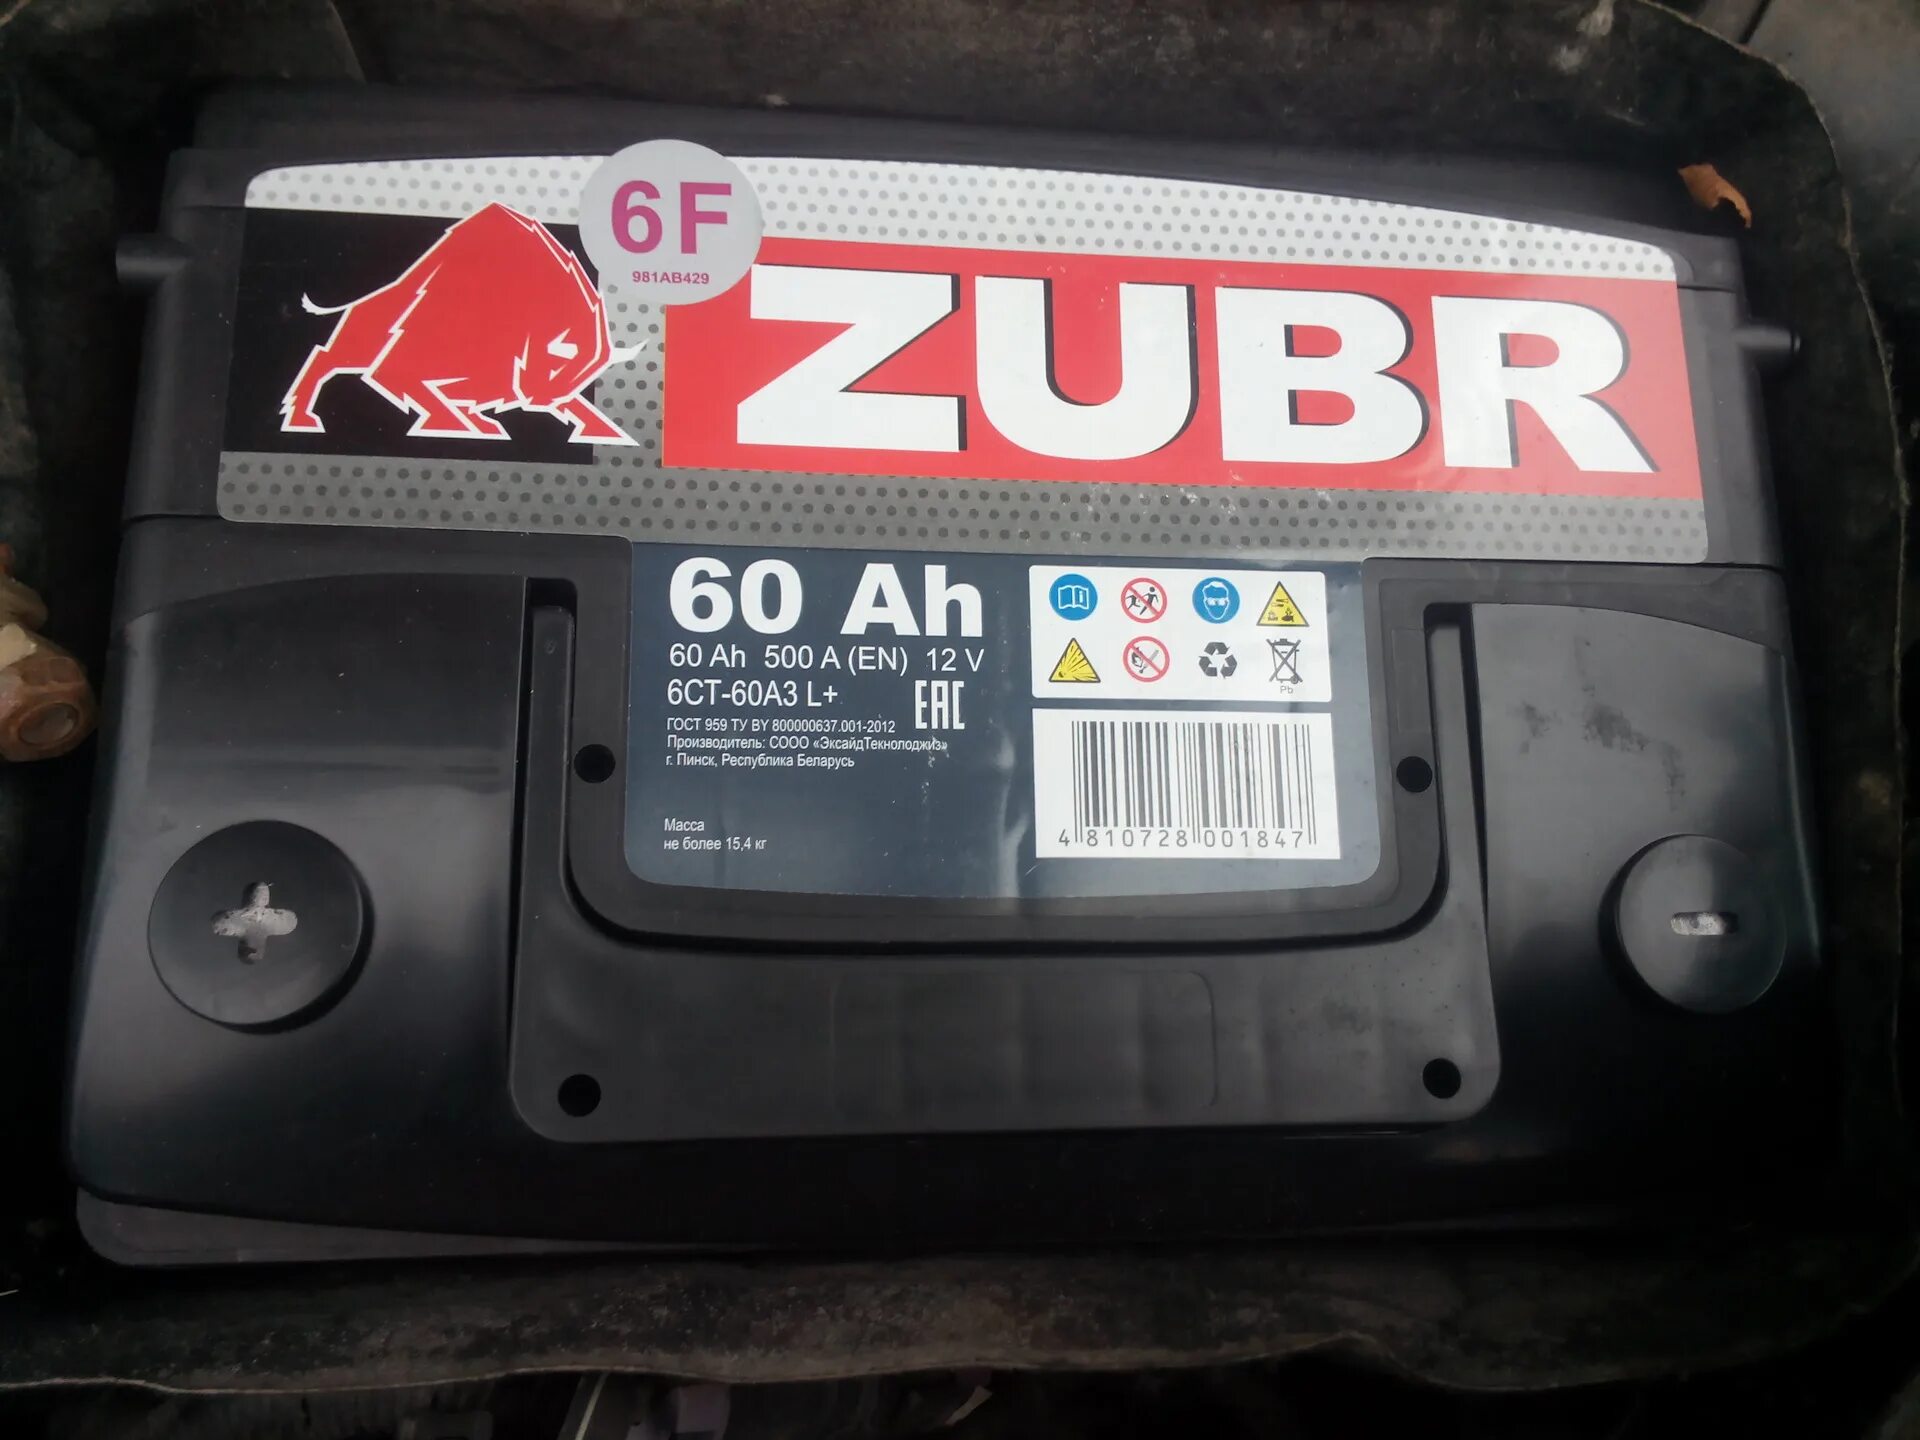 6F
981AB429
ZUBR
60 Ah
60 Ah 500 A (EN) 12 V
6СТ-60АЗ L+
EAC
ГОСТ 959 ТУ BY 800000637.001-2012
Производитель: СООО «ЭксайдТехнолоджиз»
г. Пинск, Республика Беларусь
Масса
не более 15,4 кг
Pb
4 810728 001847